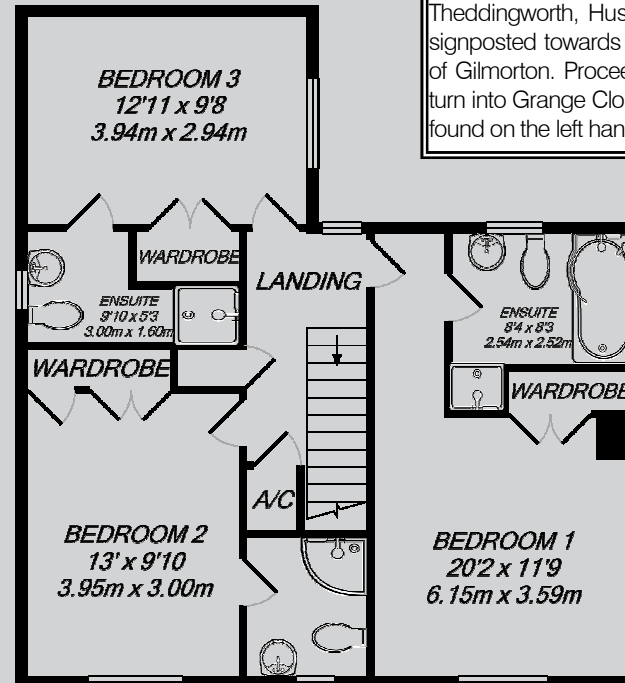 Theddingworth, Hus
signposted towards
of Gilmorton. Procee
turn into Grange Clo
found on the left han
BEDROOM 3
12'11 x 9'8
3.94m x 2.94m
WARDROBE
LANDING
ENSUITE
9'10 x 5'3
3.00m x 1.60m
ENSUITE
8'4 x 8'3
2.54m x 2.52m
WARDROBE
WARDROBE
A/C
BEDROOM 2
13' x 9'10
3.95m x 3.00m
BEDROOM 1
20'2 x 11'9
6.15m x 3.59m